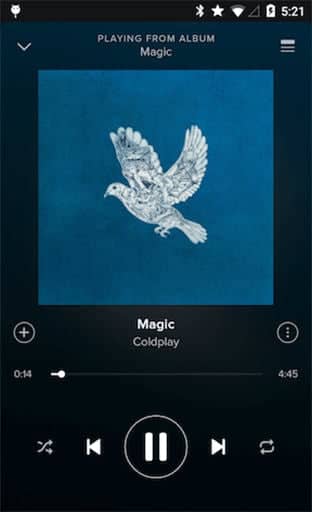 5:21
PLAYING FROM ALBUM
Magic
Magic
Coldplay
0:14 4:45